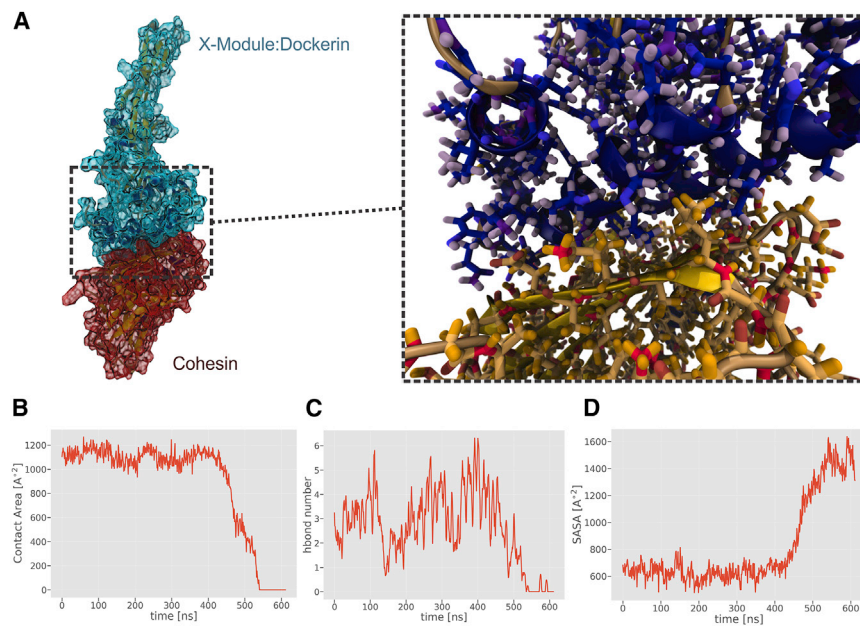 A
X-Module:Dockerin
Cohesin
B
Contact Area [A^2]
1200
1000
800
600
400
200
0
0 100 200 300 400 500 600
time [ns]
C
hbond number
6
5
4
3
2
1
0
0 100 200 300 400 500 600
time [ns]
D
SASA [A^2]
1600
1400
1200
1000
800
600
0 100 200 300 400 500 600
time [ns]